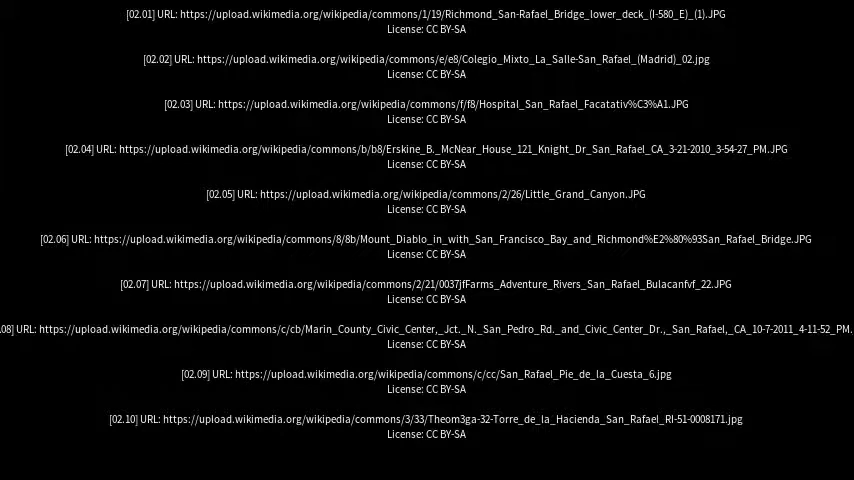 [02.01] URL: https://upload.wikimedia.org/wikipedia/commons/1/19/Richmond_San-Rafael_Bridge_lower_deck_(I-580_E)_(1).JPG
License: CC BY-SA
[02.02] URL: https://upload.wikimedia.org/wikipedia/commons/e/e8/Colegio_Mixto_La_Salle-San_Rafael_(Madrid)_02.jpg
License: CC BY-SA
[02.03] URL: https://upload.wikimedia.org/wikipedia/commons/f/f8/Hospital_San_Rafael_Facatativ%C3%A1.JPG
License: CC BY-SA
[02.04] URL: https://upload.wikimedia.org/wikipedia/commons/b/b8/Erskine_B._McNear_House_121_Knight_Dr_San_Rafael_CA_3-21-2010_3-54-27_PM.JPG
License: CC BY-SA
[02.05] URL: https://upload.wikimedia.org/wikipedia/commons/2/26/Little_Grand_Canyon.JPG
License: CC BY-SA
[02.06] URL: https://upload.wikimedia.org/wikipedia/commons/8/8b/Mount_Diablo_in_with_San_Francisco_Bay_and_Richmond%E2%80%93San_Rafael_Bridge.JPG
License: CC BY-SA
[02.07] URL: https://upload.wikimedia.org/wikipedia/commons/2/21/0037jfFarms_Adventure_Rivers_San_Rafael_Bulacanfvf_22.JPG
License: CC BY-SA
.08] URL: https://upload.wikimedia.org/wikipedia/commons/c/cb/Marin_County_Civic_Center,_Jct._N._San_Pedro_Rd._and_Civic_Center_Dr.,_San_Rafael,_CA_10-7-2011_4-11-52_PM.
License: CC BY-SA
[02.09] URL: https://upload.wikimedia.org/wikipedia/commons/c/cc/San_Rafael_Pie_de_la_Cuesta_6.jpg
License: CC BY-SA
[02.10] URL: https://upload.wikimedia.org/wikipedia/commons/3/33/Theom3ga-32-Torre_de_la_Hacienda_San_Rafael_RI-51-0008171.jpg
License: CC BY-SA